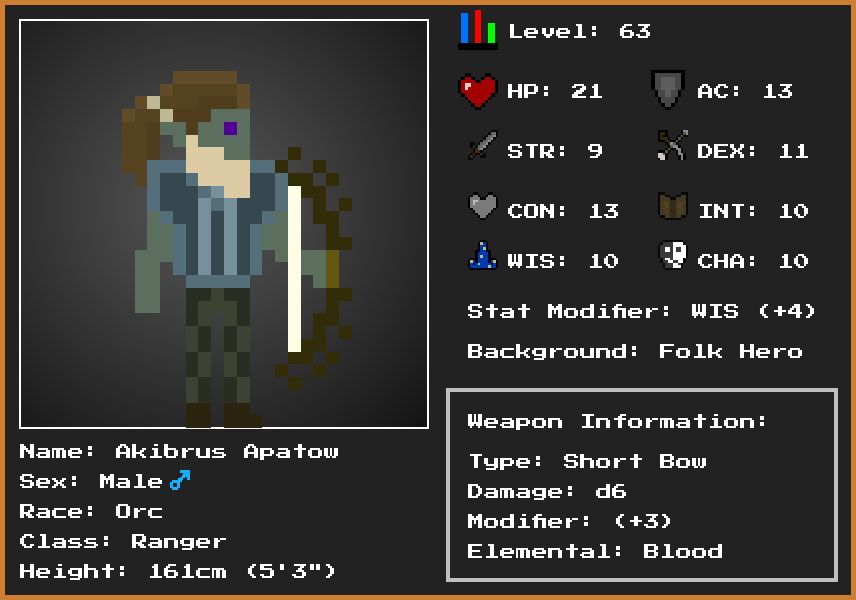 Level: 63
HP: 21
AC: 13
STR: 9
DEX: 11
CON: 13
INT: 10
WIS: 10
CHA: 10
Stat Modifier: WIS (+4)
Background: Folk Hero
Weapon Information:
Type: Short Bow
Damage: d6
Modifier: (+3)
Elemental: Blood
Name: Akibrus Apatow
Sex: Male♂
Race: Orc
Class: Ranger
Height: 161cm (5'3")